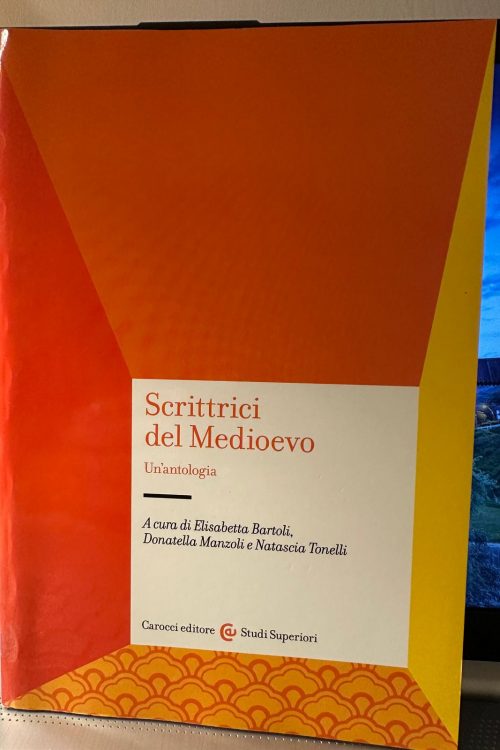 Scrittrici
del Medioevo
Un'antologia
A cura di Elisabetta Bartoli,
Donatella Manzoli e Natascia Tonelli
Carocci editore Studi Superiori